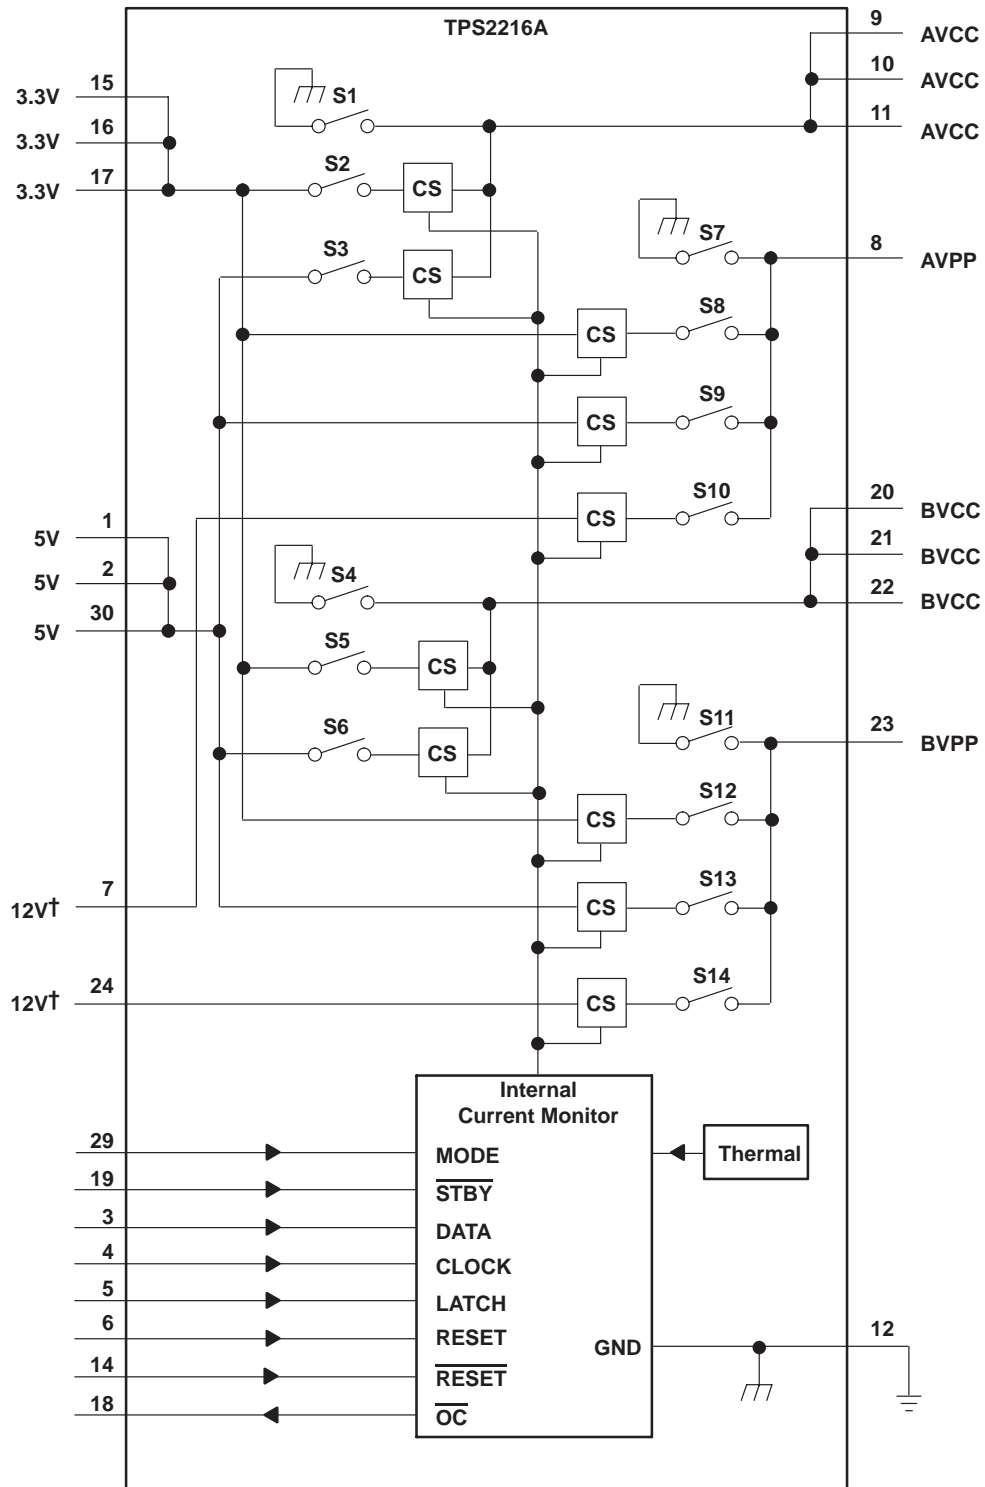 TPS2216A
9
AVCC
10
AVCC
11
AVCC
15
3.3V
16
3.3V
17
3.3V
S1
S2
CS
S3
CS
S7
8
AVPP
CS
S8
CS
S9
CS
S10
1
5V
2
5V
30
5V
20
BVCC
21
BVCC
22
BVCC
S4
S5
CS
S6
CS
S11
23
BVPP
CS
S12
7
12V†
CS
S13
24
12V†
CS
S14
Internal
Current Monitor
Thermal
29
MODE
19
STBY
3
DATA
4
CLOCK
5
LATCH
6
RESET
14
RESET
18
OC
GND
12